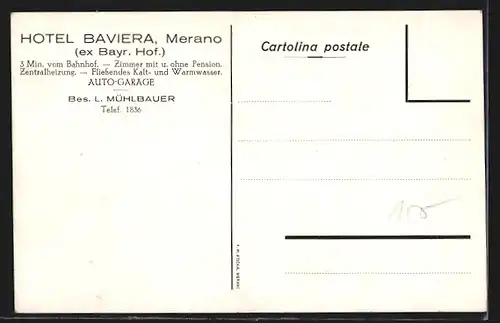 HOTEL BAVIERA, Merano
(ex Bayr. Hof.)
3 Min. vom Bahnhof. — Zimmer mit u. ohne Pension.
Zentralheizung. — Fließendes Kalt- und Warmwasser.
AUTO-GARAGE
Bes. L. MÜHLBAUER
Telef. 1836
Cartolina postale